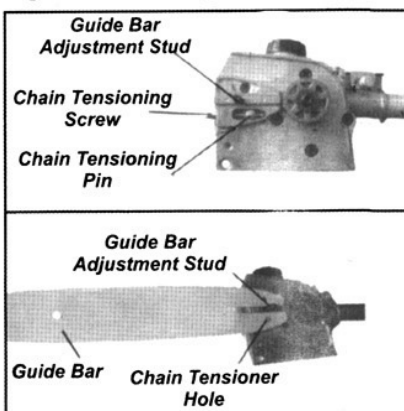 Guide Bar
Adjustment Stud
Chain Tensioning
Screw
Chain Tensioning
Pin
Guide Bar
Adjustment Stud
Guide Bar
Chain Tensioner
Hole